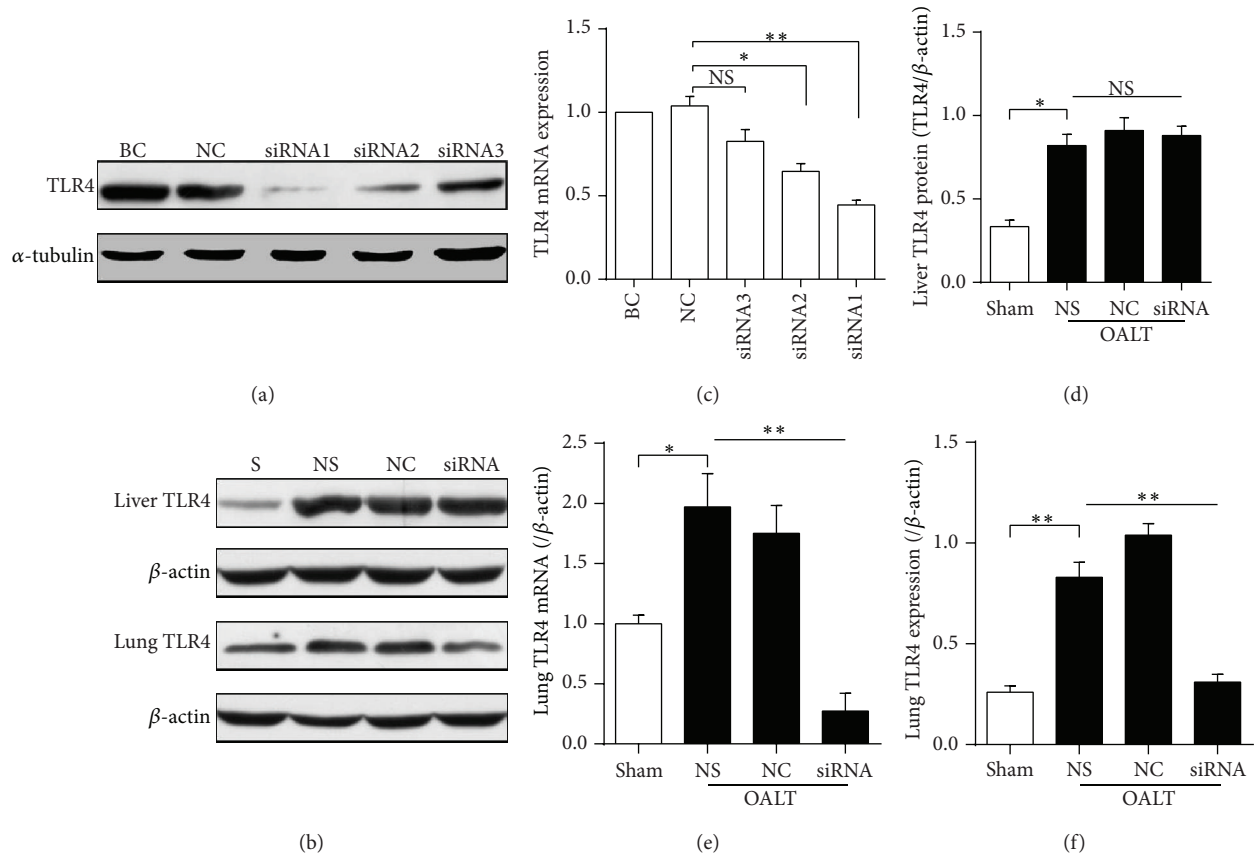 BC NC siRNA1 siRNA2 siRNA3
TLR4
α-tubulin
(a)
TLR4 mRNA expression
1.5
1.0
0.5
0.0
**
*
NS
BC NC siRNA3 siRNA2 siRNA1
(c)
Liver TLR4 protein (TLR4/β-actin)
1.5
1.0
0.5
0.0
*
NS
Sham NS NC siRNA
OALT
(d)
S NS NC siRNA
Liver TLR4
β-actin
Lung TLR4
β-actin
(b)
Lung TLR4 mRNA (/β-actin)
2.5
2.0
1.5
1.0
0.5
0.0
*
**
Sham NS NC siRNA
OALT
(e)
Lung TLR4 expression (/β-actin)
1.5
1.0
0.5
0.0
**
**
Sham NS NC siRNA
OALT
(f)